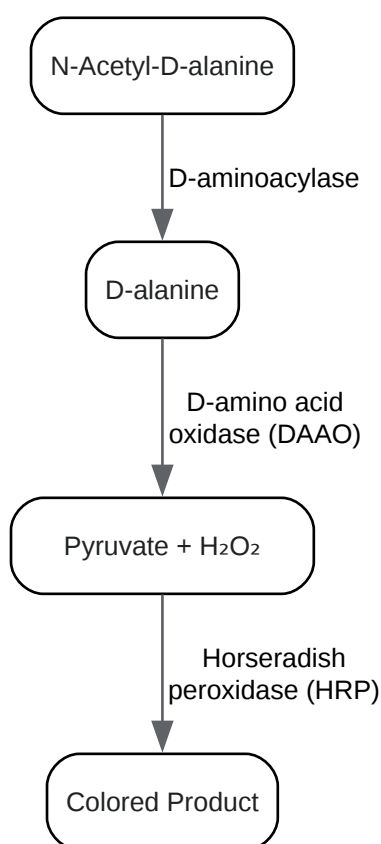 N-Acetyl-D-alanine
D-aminoacylase
D-alanine
D-amino acid
oxidase (DAAO)
Pyruvate + H₂O₂
Horseradish
peroxidase (HRP)
Colored Product